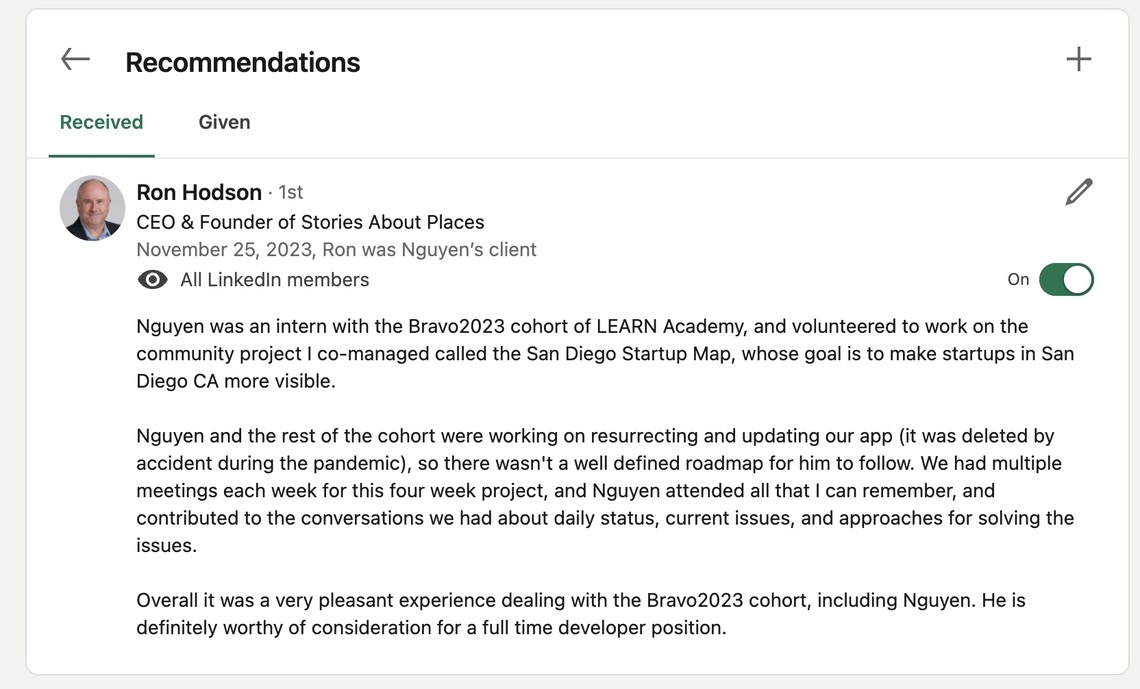 Recommendations
Received
Given
Ron Hodson · 1st
CEO & Founder of Stories About Places
November 25, 2023, Ron was Nguyen’s client
All LinkedIn members
On
Nguyen was an intern with the Bravo2023 cohort of LEARN Academy, and volunteered to work on the
community project I co-managed called the San Diego Startup Map, whose goal is to make startups in San
Diego CA more visible.
Nguyen and the rest of the cohort were working on resurrecting and updating our app (it was deleted by
accident during the pandemic), so there wasn't a well defined roadmap for him to follow. We had multiple
meetings each week for this four week project, and Nguyen attended all that I can remember, and
contributed to the conversations we had about daily status, current issues, and approaches for solving the
issues.
Overall it was a very pleasant experience dealing with the Bravo2023 cohort, including Nguyen. He is
definitely worthy of consideration for a full time developer position.